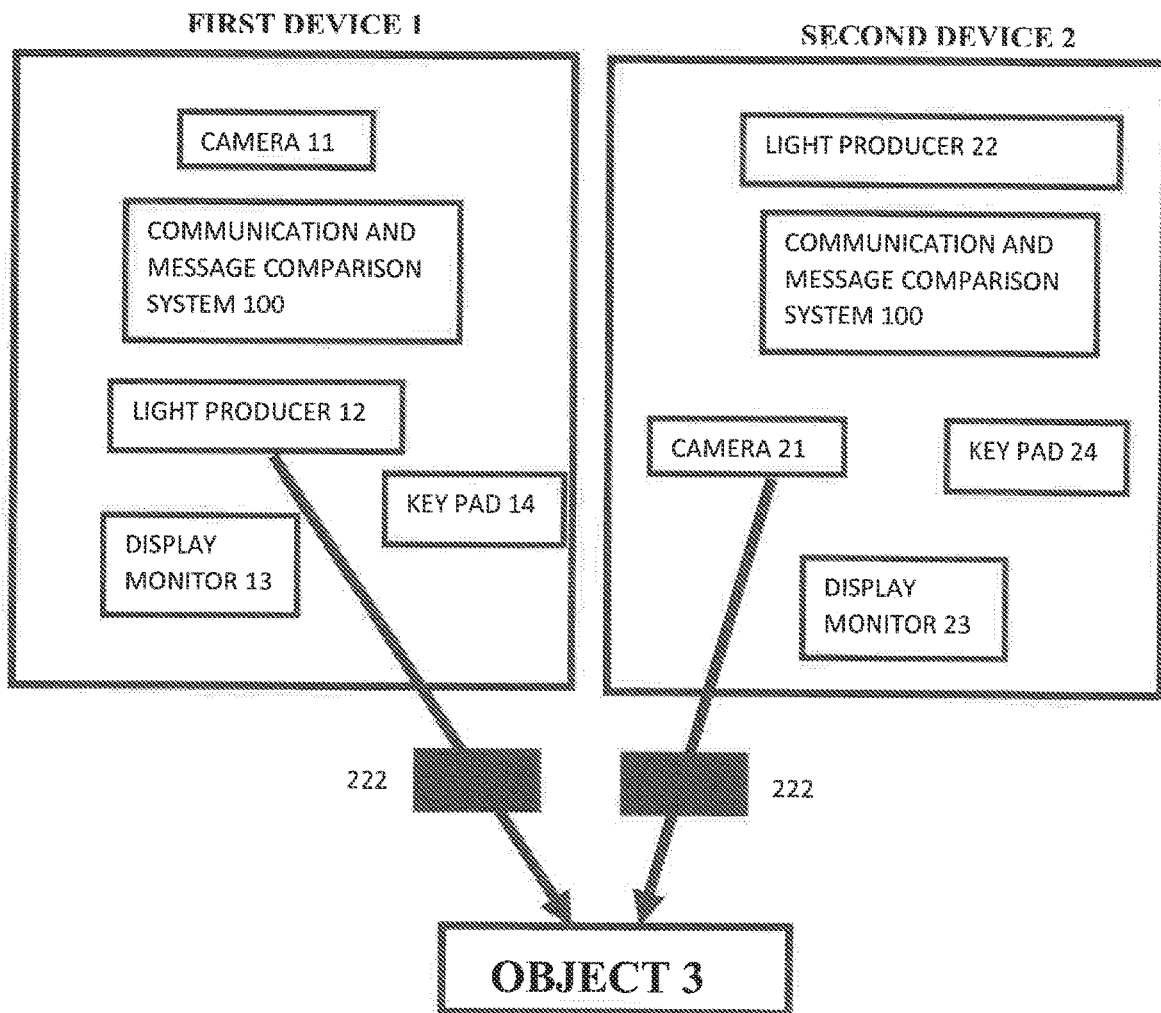 FIRST DEVICE 1
CAMERA 11
COMMUNICATION AND
MESSAGE COMPARISON
SYSTEM 100
LIGHT PRODUCER 12
KEY PAD 14
DISPLAY
MONITOR 13
SECOND DEVICE 2
LIGHT PRODUCER 22
COMMUNICATION AND
MESSAGE COMPARISON
SYSTEM 100
CAMERA 21
KEY PAD 24
DISPLAY
MONITOR 23
222
222
OBJECT 3